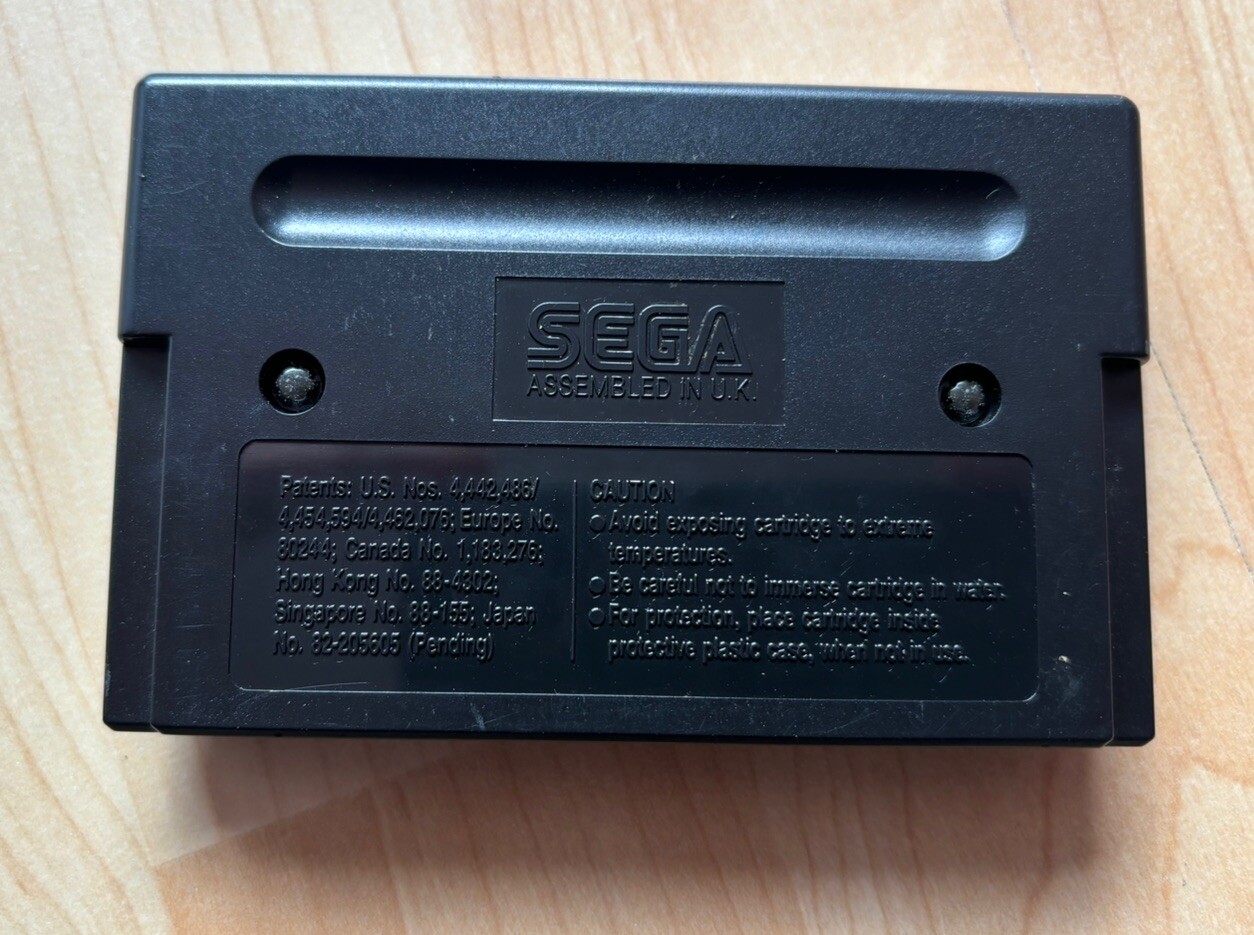 SEGA
ASSEMBLED IN U.K.
Patents: U.S. Nos. 4,442,486/
4,454,594/4,462,076; Europe No.
80244; Canada No. 1,183,276;
Hong Kong No. 88-4302;
Singapore No. 88-155; Japan
No. 82-205605 (Pending)
CAUTION
○Avoid exposing cartridge to extreme
temperatures.
○Be careful not to immerse cartridge in water.
○For protection, place cartridge inside
protective plastic case, when not in use.